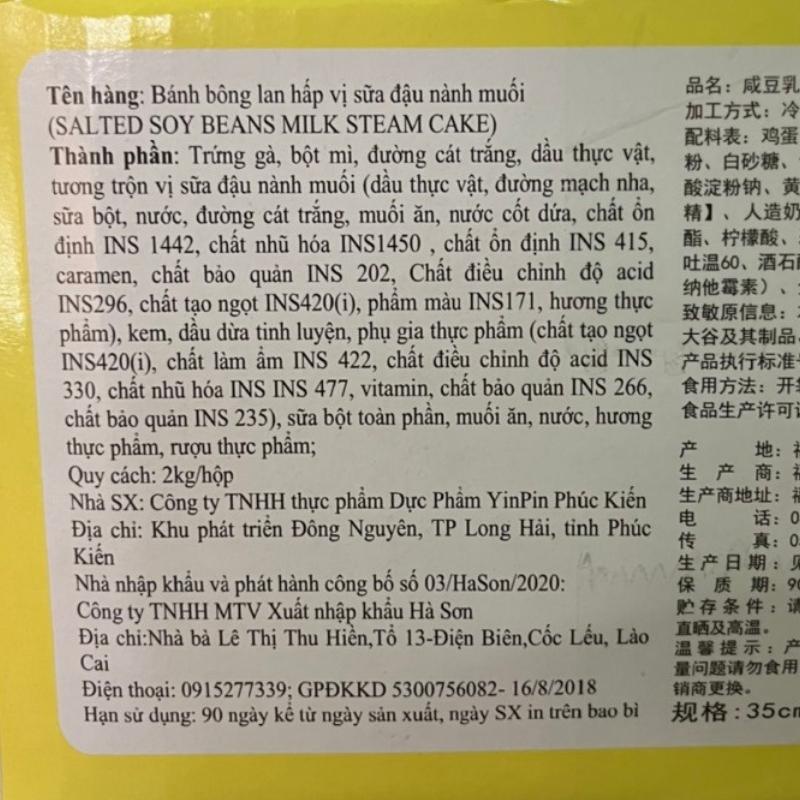 Tên hàng: Bánh bông lan hấp vị sữa đậu nành muối
(SALTED SOY BEANS MILK STEAM CAKE)
Thành phần: Trứng gà, bột mì, đường cát trắng, dầu thực vật,
tương trộn vị sữa đậu nành muối (dầu thực vật, đường mạch nha,
sữa bột, nước, đường cát trắng, muối ăn, nước cốt dứa, chất ổn
định INS 1442, chất nhũ hóa INS1450 , chất ổn định INS 415,
caramen, chất bảo quản INS 202, Chất điều chỉnh độ acid
INS296, chất tạo ngọt INS420(i), phẩm màu INS171, hương thực
phẩm), kem, dầu dừa tinh luyện, phụ gia thực phẩm (chất tạo ngọt
INS420(i), chất làm ẩm INS 422, chất điều chỉnh độ acid INS
330, chất nhũ hóa INS INS 477, vitamin, chất bảo quản INS 266,
chất bảo quản INS 235), sữa bột toàn phần, muối ăn, nước, hương
thực phẩm, rượu thực phẩm;
Quy cách: 2kg/hộp
Nhà SX: Công ty TNHH thực phẩm Dực Phẩm YinPin Phúc Kiến
Địa chỉ: Khu phát triển Đông Nguyên, TP Long Hải, tỉnh Phúc
Kiến
Nhà nhập khẩu và phát hành công bố số 03/HaSon/2020:
Công ty TNHH MTV Xuất nhập khẩu Hà Sơn
Địa chỉ:Nhà bà Lê Thị Thu Hiền,Tổ 13-Điện Biên,Cốc Lếu, Lào
Cai
Điện thoại: 0915277339; GPĐKKD 5300756082- 16/8/2018
Hạn sử dụng: 90 ngày kể từ ngày sản xuất, ngày SX in trên bao bì
品名：咸豆乳
加工方式：冷
配料表：鸡蛋
粉、白砂糖、
酸淀粉钠、黄
精】、人造奶
酯、柠檬酸、
吐温60、酒石酸
纳他霉素）、
致敏原信息：
大谷及其制品
产品执行标准
食用方法：开
食品生产许可
产 地：福
生 产 商：福
生产商地址：福
电 话：0
传 真：05
生产日期：见
保 质 期：90
贮存条件：请
直晒及高温。
温馨提示：产
量问题请勿食用
销商更换。
规格:35cm